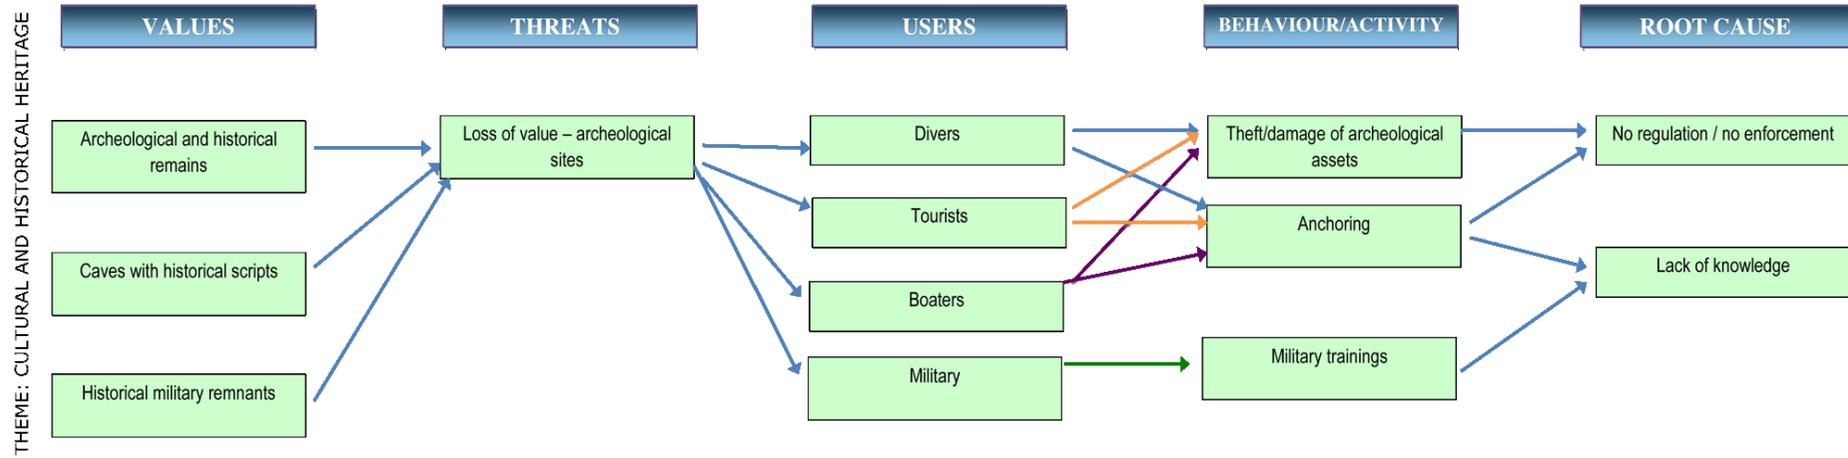 THEME: CULTURAL AND HISTORICAL HERITAGE
VALUES
THREATS
USERS
BEHAVIOUR/ACTIVITY
ROOT CAUSE
Archeological and historical
remains
Caves with historical scripts
Historical military remnants
Loss of value – archeological
sites
Divers
Tourists
Boaters
Military
Theft/damage of archeological
assets
Anchoring
Military trainings
No regulation / no enforcement
Lack of knowledge